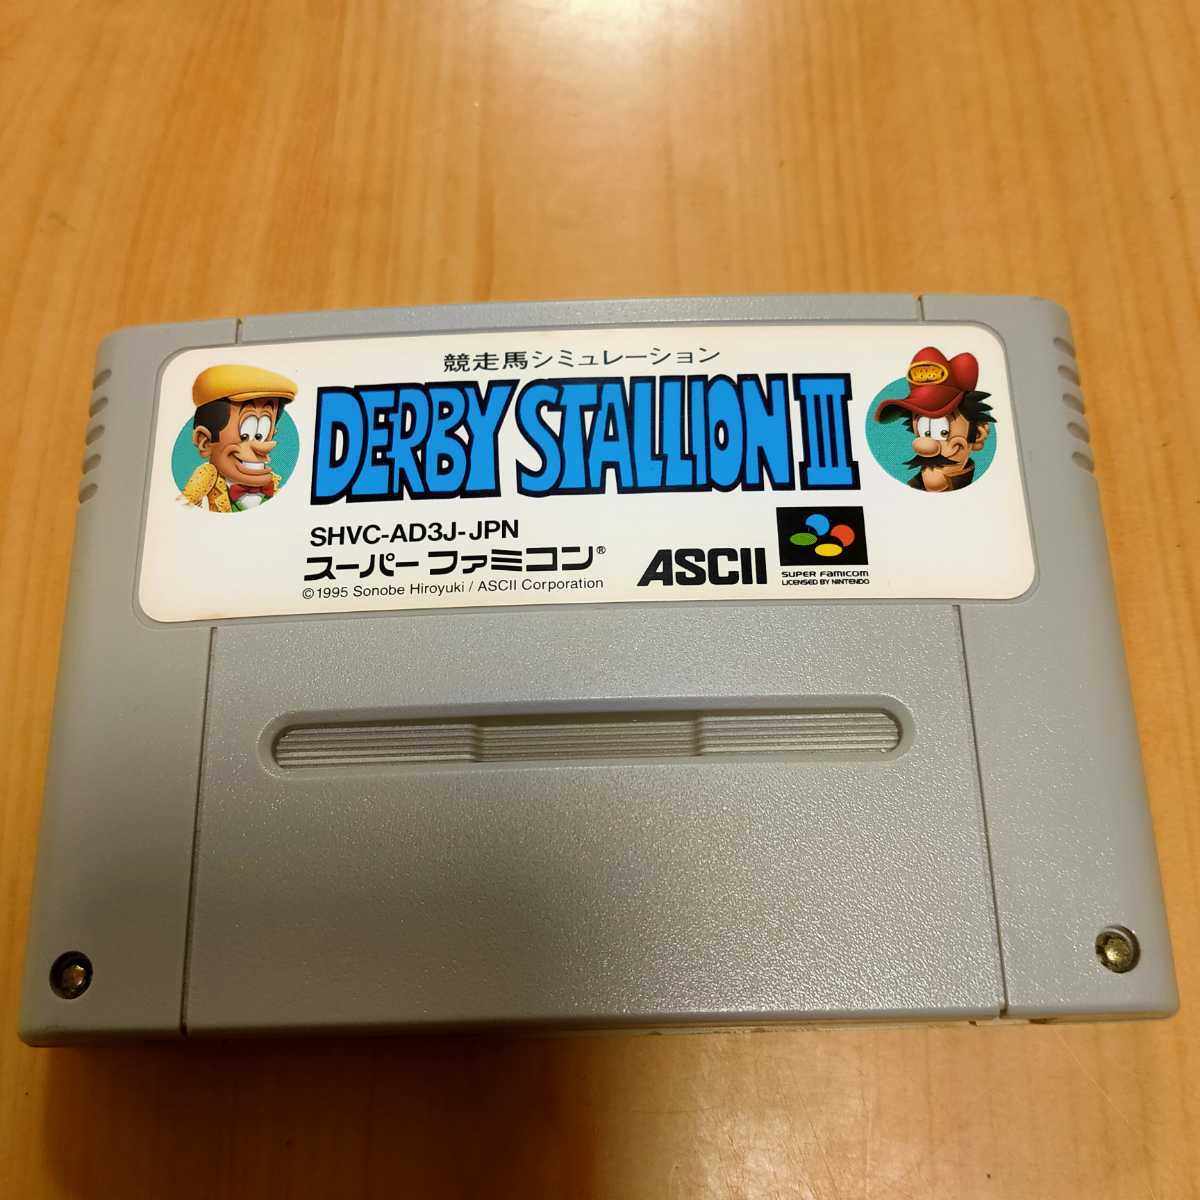 競走馬シミュレーション
DERBY STALLION III
SHVC-AD3J-JPN
スーパーファミコン®
©1995 Sonobe Hiroyuki / ASCII Corporation
ASCII
SUPER FAMICOM
LICENSED BY NINTENDO